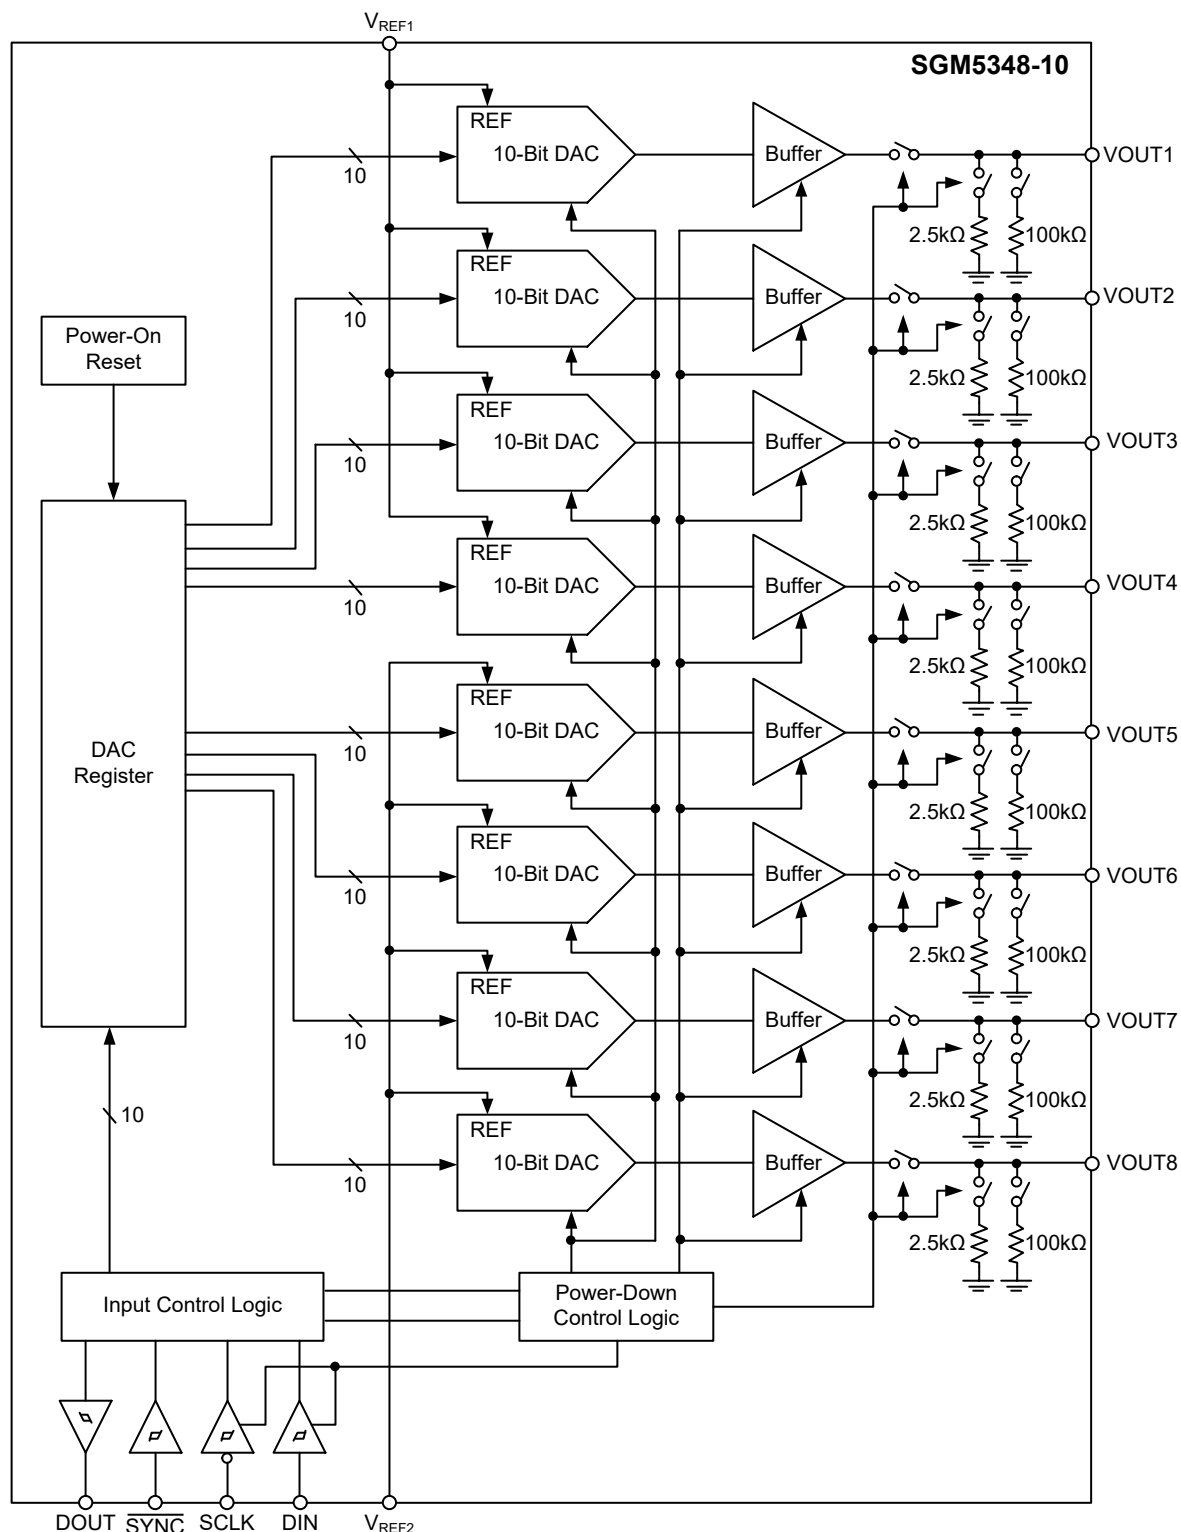 V_REF1
SGM5348-10
REF
10-Bit DAC
Buffer
VOUT1
10
2.5kΩ
100kΩ
REF
10-Bit DAC
Buffer
VOUT2
10
2.5kΩ
100kΩ
Power-On
Reset
REF
10-Bit DAC
Buffer
VOUT3
10
2.5kΩ
100kΩ
REF
10-Bit DAC
Buffer
VOUT4
10
2.5kΩ
100kΩ
DAC
Register
REF
10-Bit DAC
Buffer
VOUT5
10
2.5kΩ
100kΩ
REF
10-Bit DAC
Buffer
VOUT6
10
2.5kΩ
100kΩ
REF
10-Bit DAC
Buffer
VOUT7
10
2.5kΩ
100kΩ
10
REF
10-Bit DAC
Buffer
VOUT8
10
2.5kΩ
100kΩ
Input Control Logic
Power-Down
Control Logic
DOUT
SYNC
SCLK
DIN
V_REF2